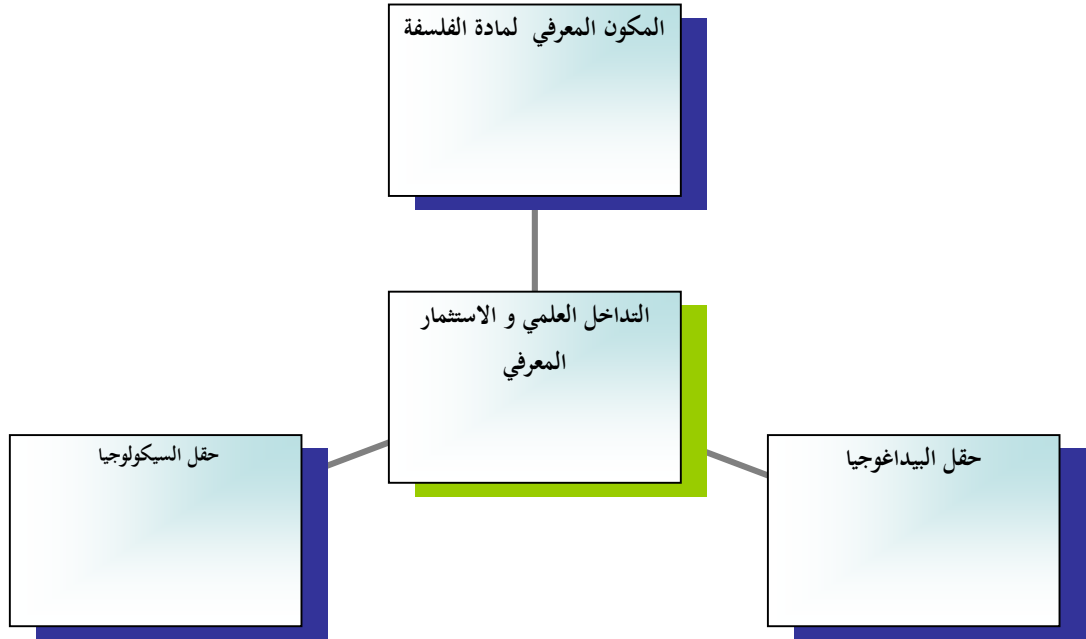 المكون المعرفي لمادة الفلسفة
التداخل العلمي و الاستثمار
المعرفي
حقل البيداغوجيا
حقل السيكولوجيا